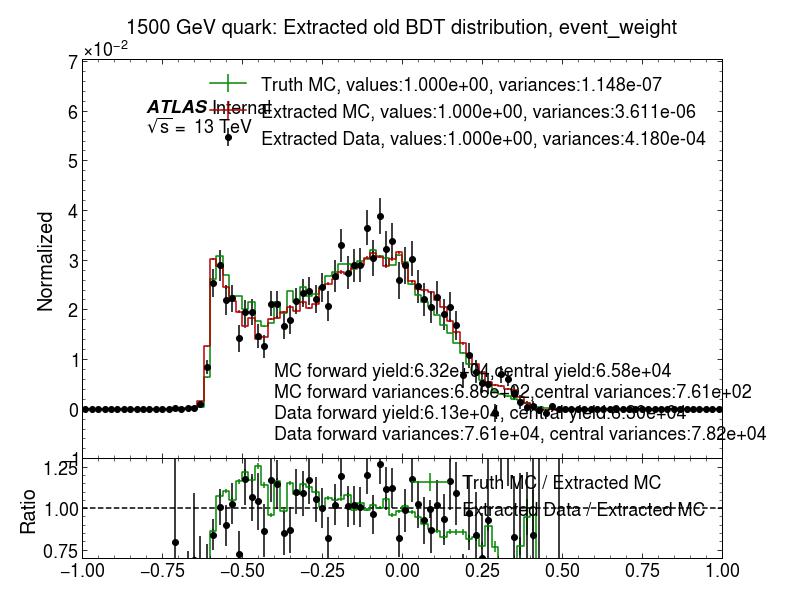 1500 GeV quark: Extracted old BDT distribution, event_weight
×10−2
Truth MC, values:1.000e+00, variances:1.148e-07
ATLAS Internal
Extracted MC, values:1.000e+00, variances:3.611e-06
√s = 13 TeV
Extracted Data, values:1.000e+00, variances:4.180e-04
7
6
5
4
3
2
1
0
−1
Normalized
MC forward yield:6.32e+04, central yield:6.58e+04
MC forward variances:6.86e+02, central variances:7.61e+02
Data forward yield:6.13e+04, central yield:6.30e+04
Data forward variances:7.61e+04, central variances:7.82e+04
1.25
1.00
0.75
Ratio
Truth MC / Extracted MC
Extracted Data / Extracted MC
−1.00 −0.75 −0.50 −0.25 0.00 0.25 0.50 0.75 1.00